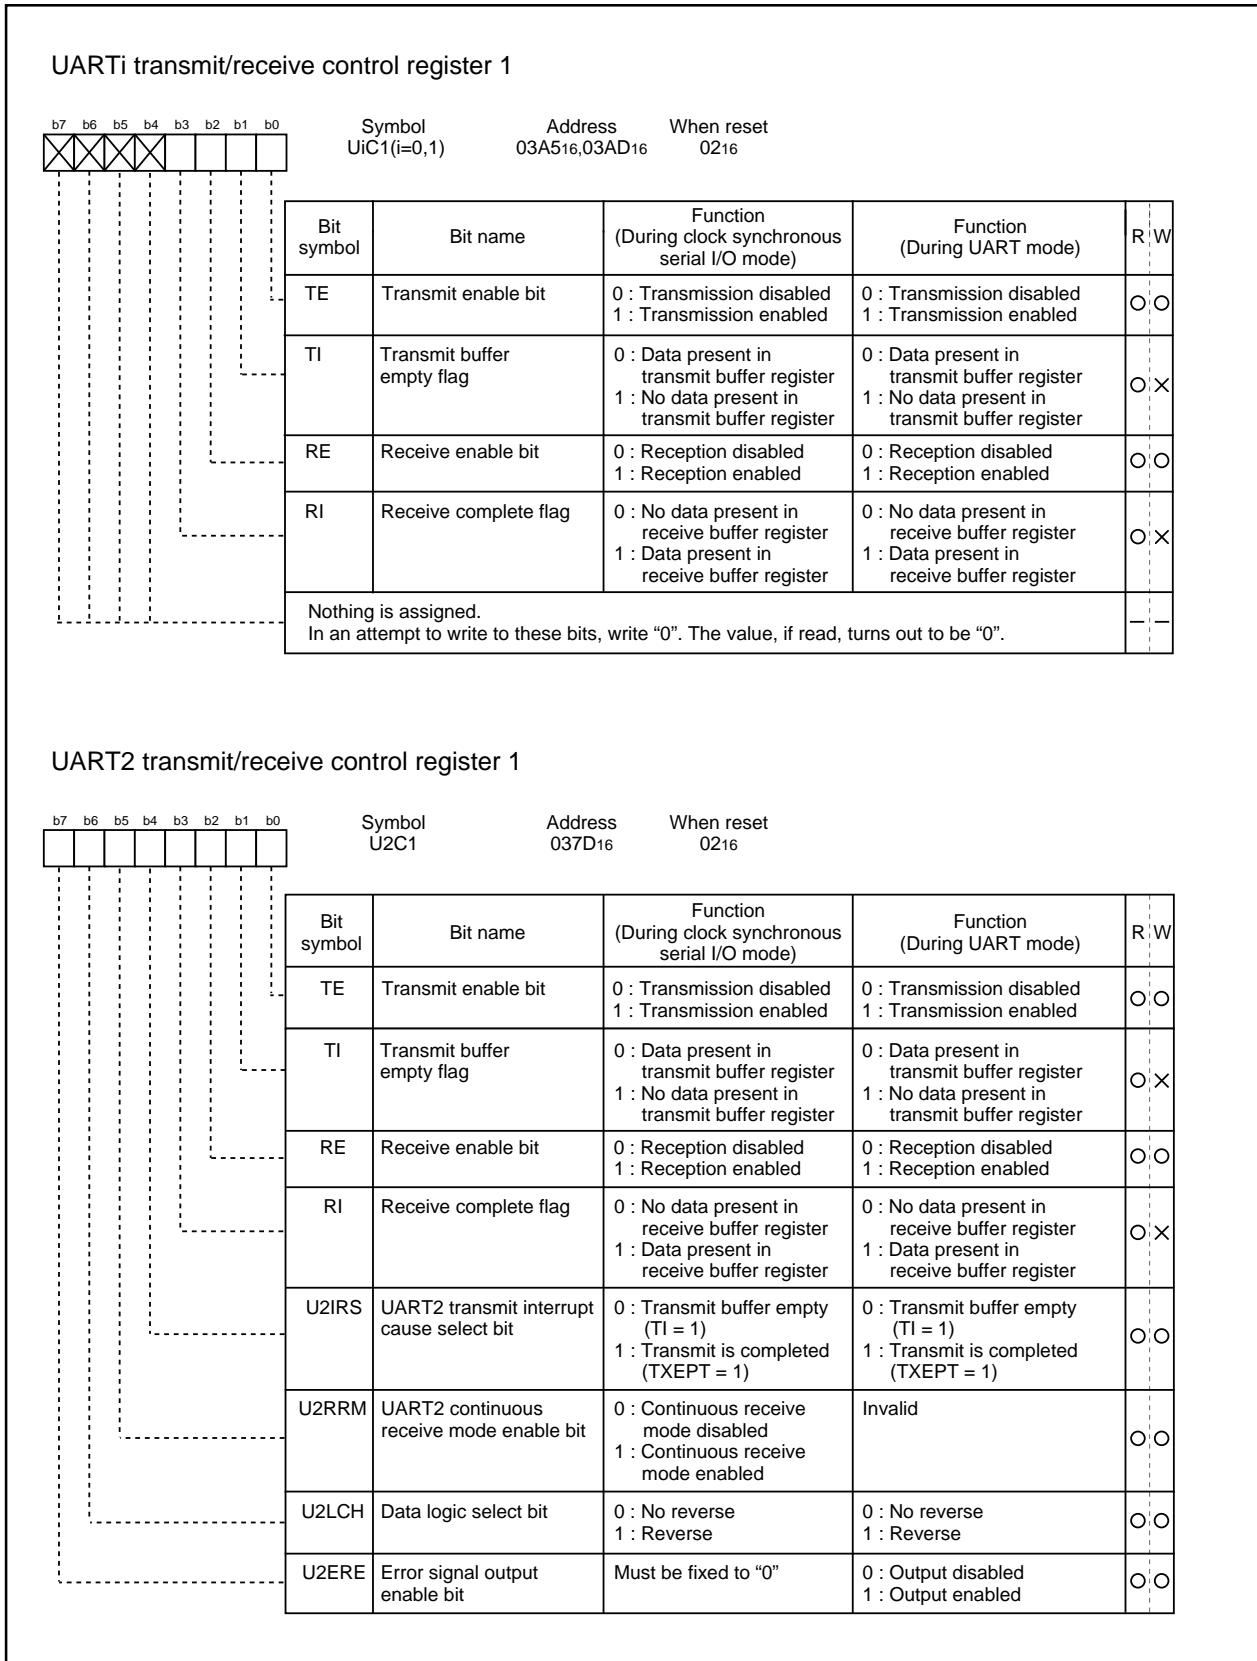 UARTi transmit/receive control register 1
b7 b6 b5 b4 b3 b2 b1 b0
Symbol Address When reset
UiC1(i=0,1) 03A516,03AD16 0216
Bit symbol Bit name Function (During clock synchronous serial I/O mode) Function (During UART mode) R W
TE Transmit enable bit 0 : Transmission disabled 0 : Transmission disabled
1 : Transmission enabled 1 : Transmission enabled
TI Transmit buffer 0 : Data present in 0 : Data present in
empty flag transmit buffer register transmit buffer register
1 : No data present in 1 : No data present in
transmit buffer register transmit buffer register
RE Receive enable bit 0 : Reception disabled 0 : Reception disabled
1 : Reception enabled 1 : Reception enabled
RI Receive complete flag 0 : No data present in 0 : No data present in
receive buffer register receive buffer register
1 : Data present in 1 : Data present in
receive buffer register receive buffer register
Nothing is assigned.
In an attempt to write to these bits, write “0”. The value, if read, turns out to be “0”.
UART2 transmit/receive control register 1
b7 b6 b5 b4 b3 b2 b1 b0
Symbol Address When reset
U2C1 037D16 0216
Bit symbol Bit name Function (During clock synchronous serial I/O mode) Function (During UART mode) R W
TE Transmit enable bit 0 : Transmission disabled 0 : Transmission disabled
1 : Transmission enabled 1 : Transmission enabled
TI Transmit buffer 0 : Data present in 0 : Data present in
empty flag transmit buffer register transmit buffer register
1 : No data present in 1 : No data present in
transmit buffer register transmit buffer register
RE Receive enable bit 0 : Reception disabled 0 : Reception disabled
1 : Reception enabled 1 : Reception enabled
RI Receive complete flag 0 : No data present in 0 : No data present in
receive buffer register receive buffer register
1 : Data present in 1 : Data present in
receive buffer register receive buffer register
U2IRS UART2 transmit interrupt 0 : Transmit buffer empty 0 : Transmit buffer empty
cause select bit (TI = 1) (TI = 1)
1 : Transmit is completed 1 : Transmit is completed
(TXEPT = 1) (TXEPT = 1)
U2RRM UART2 continuous 0 : Continuous receive Invalid
receive mode enable bit mode disabled
1 : Continuous receive
mode enabled
U2LCH Data logic select bit 0 : No reverse 0 : No reverse
1 : Reverse 1 : Reverse
U2ERE Error signal output Must be fixed to “0” 0 : Output disabled
enable bit 1 : Output enabled